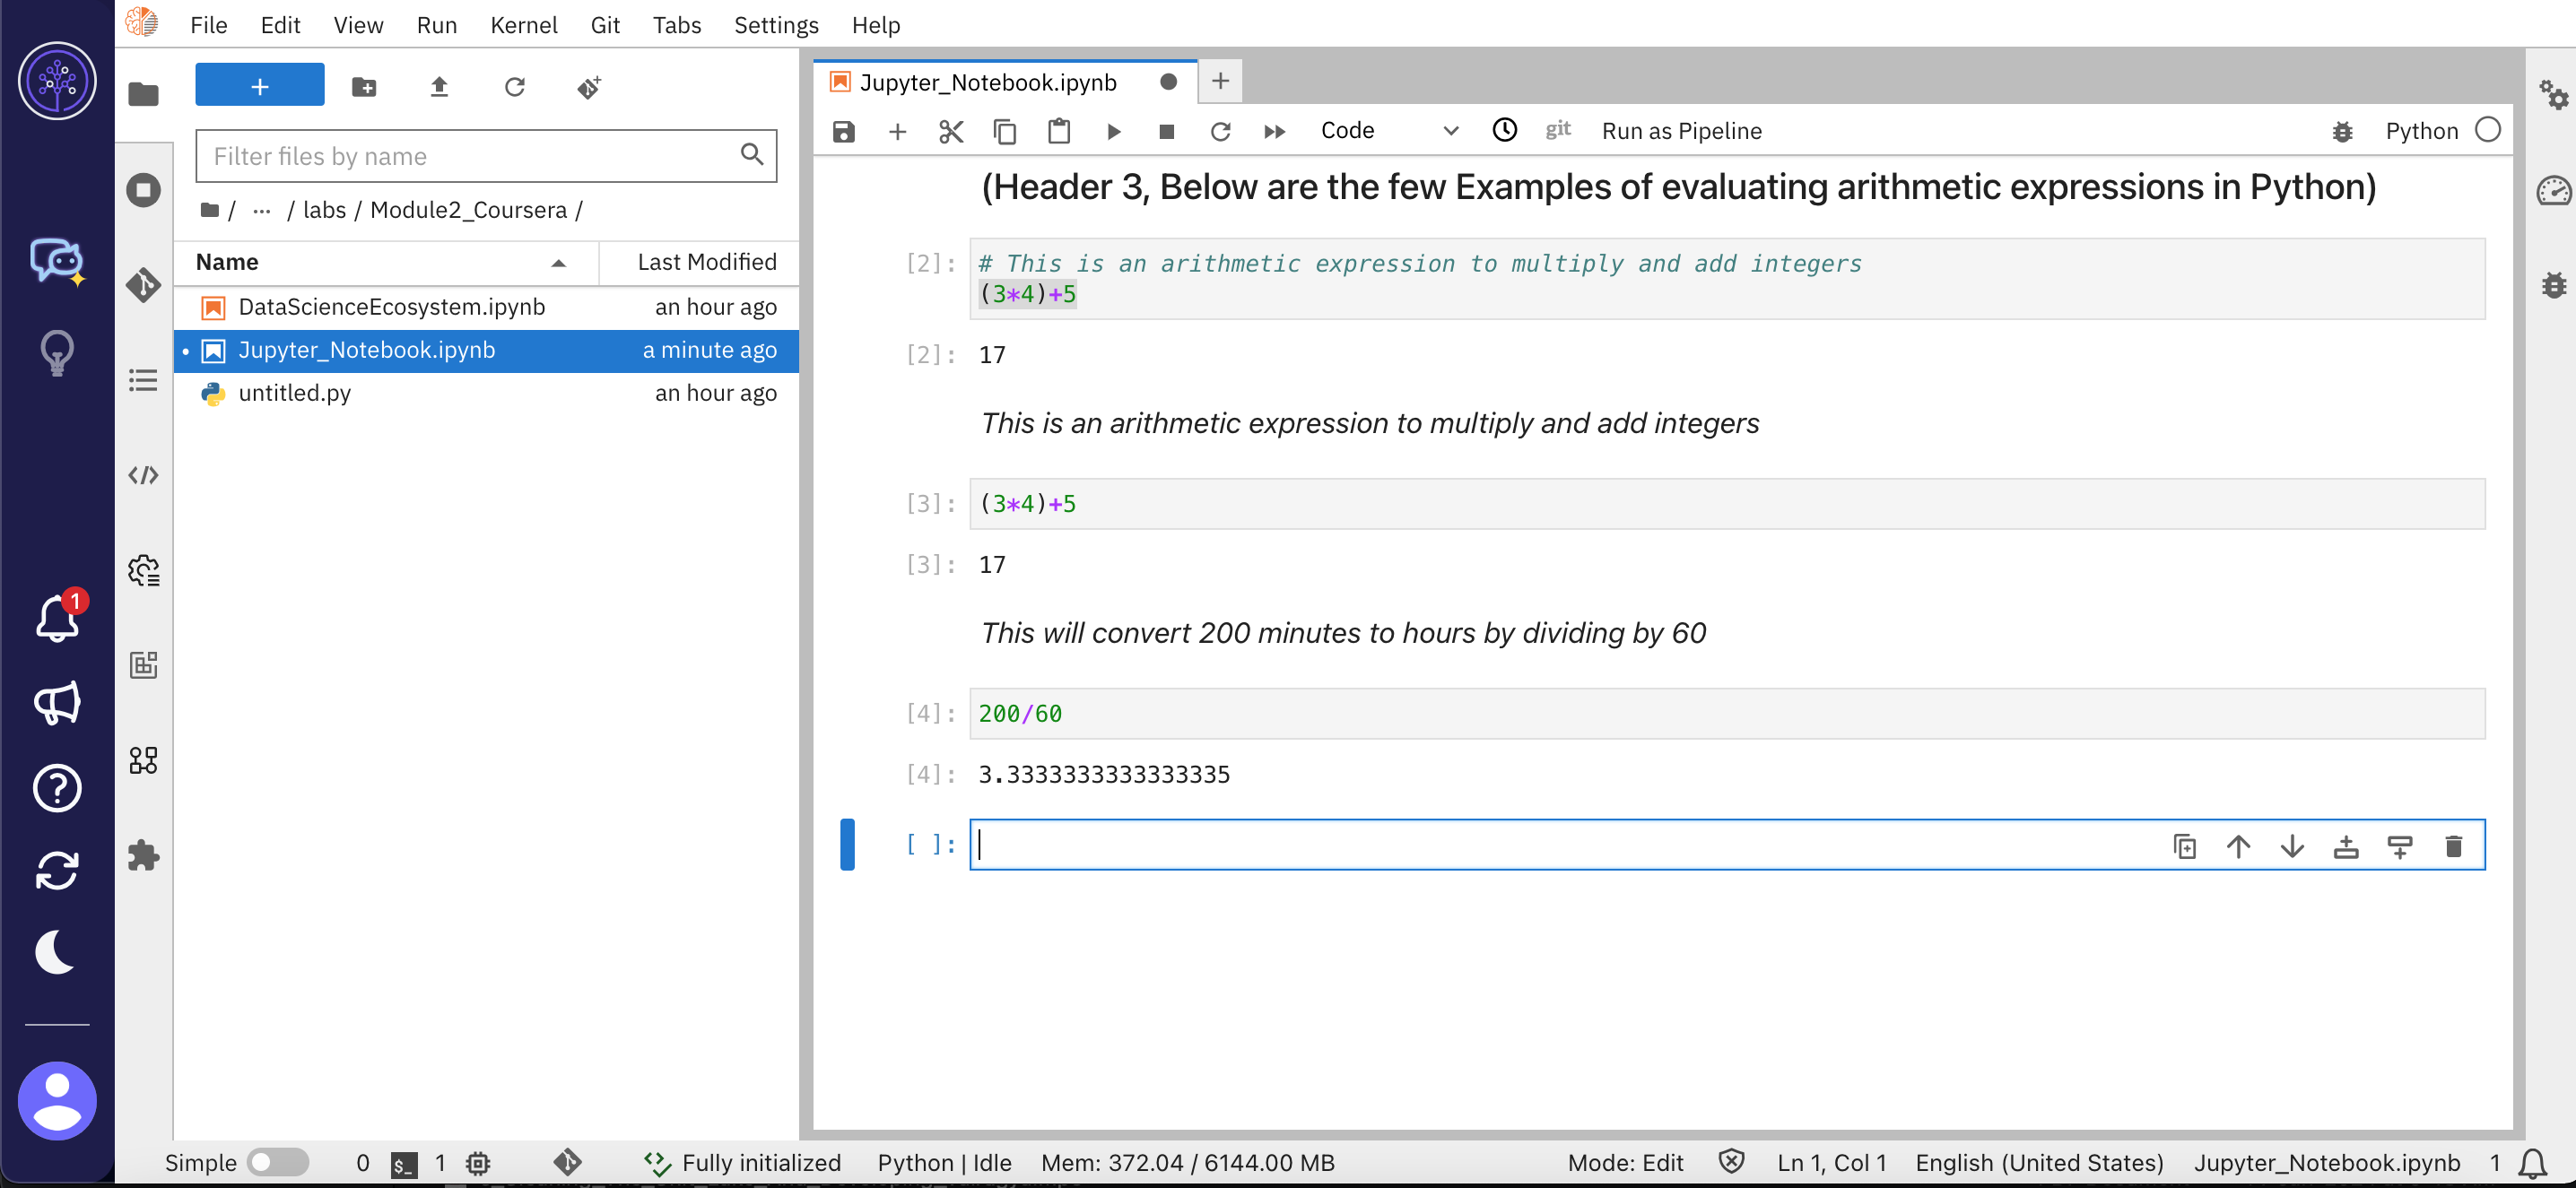 File Edit View Run Kernel Git Tabs Settings Help
+
Filter files by name
/ ... / labs / Module2_Coursera /
Name Last Modified
DataScienceEcosystem.ipynb an hour ago
• Jupyter_Notebook.ipynb a minute ago
untitled.py an hour ago
1
Jupyter_Notebook.ipynb
Code git Run as Pipeline Python
(Header 3, Below are the few Examples of evaluating arithmetic expressions in Python)
[2]: # This is an arithmetic expression to multiply and add integers
(3*4)+5
[2]: 17
This is an arithmetic expression to multiply and add integers
[3]: (3*4)+5
[3]: 17
This will convert 200 minutes to hours by dividing by 60
[4]: 200/60
[4]: 3.3333333333333335
[ ]:
Simple 0 $_ 1 Fully initialized Python | Idle Mem: 372.04 / 6144.00 MB Mode: Edit Ln 1, Col 1 English (United States) Jupyter_Notebook.ipynb 1